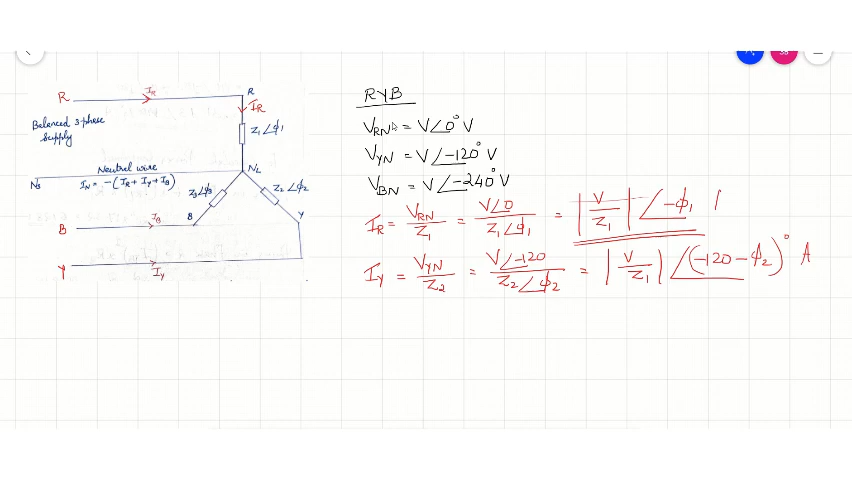 R I_R R
I_R
Balanced 3-phase
supply
Z₁∠ϕ₁
Neutral wire N_L
N_S I_N = -(I_R + I_Y + I_B)
Z₃∠ϕ₃ Z₂∠ϕ₂
B I_B B Y
Y I_Y
RYB
V_RN = V∠0° V
V_YN = V∠-120° V
V_BN = V∠-240° V
I_R = V_RN/Z₁ = V∠0/Z₁∠ϕ₁ = |V/Z₁| ∠-ϕ₁
I_Y = V_YN/Z₂ = V∠-120/Z₂∠ϕ₂ = |V/Z₁| ∠(-120-ϕ₂)° A